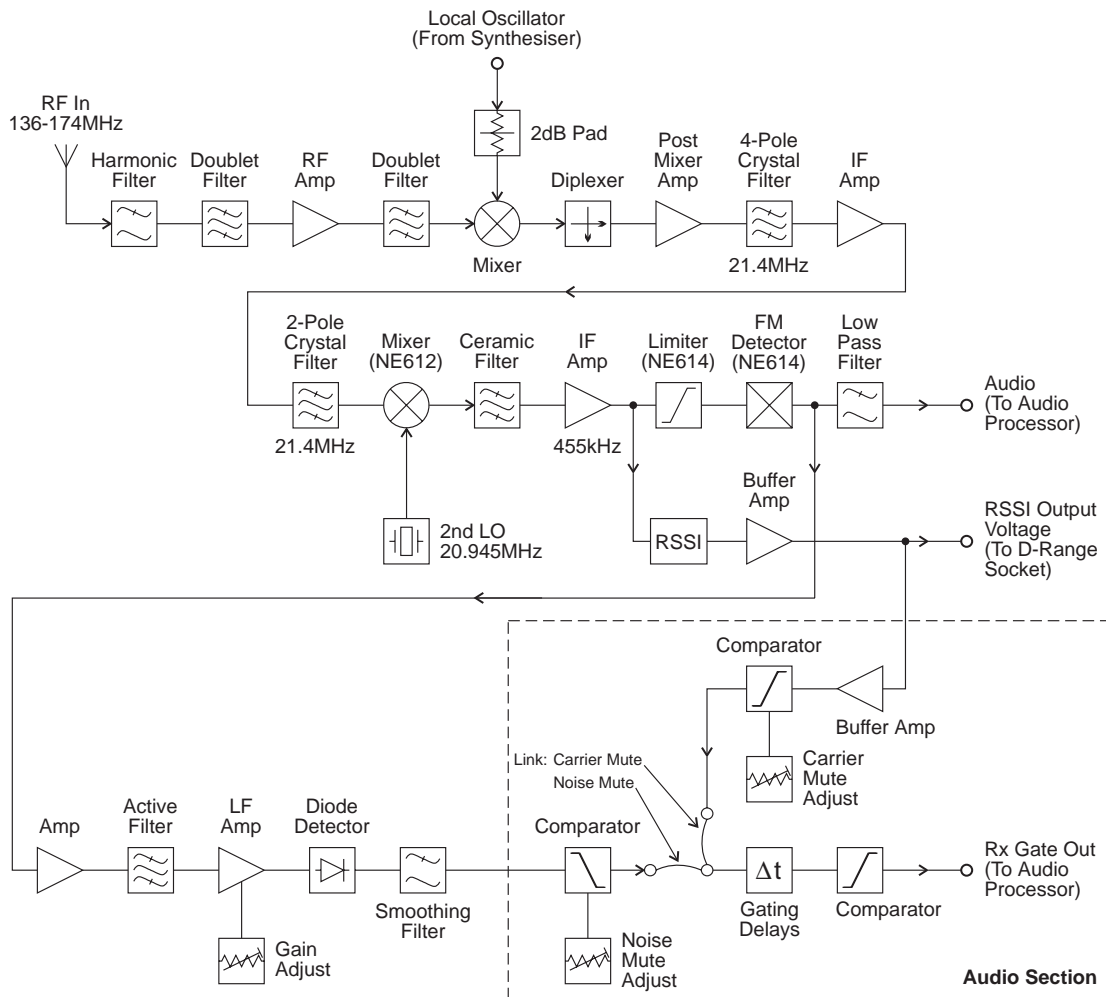 Local Oscillator
(From Synthesiser)
RF In
136-174MHz
2dB Pad
Harmonic
Filter
Doublet
Filter
RF
Amp
Doublet
Filter
Mixer
Diplexer
Post
Mixer
Amp
4-Pole
Crystal
Filter
21.4MHz
IF
Amp
2-Pole
Crystal
Filter
21.4MHz
Mixer
(NE612)
Ceramic
Filter
IF
Amp
455kHz
Limiter
(NE614)
FM
Detector
(NE614)
Low
Pass
Filter
Audio
(To Audio
Processor)
2nd LO
20.945MHz
RSSI
Buffer
Amp
RSSI Output
Voltage
(To D-Range
Socket)
Comparator
Buffer Amp
Carrier
Mute
Adjust
Link: Carrier Mute
Noise Mute
Amp
Active
Filter
LF
Amp
Gain
Adjust
Diode
Detector
Smoothing
Filter
Comparator
Noise
Mute
Adjust
Δt
Gating
Delays
Comparator
Rx Gate Out
(To Audio
Processor)
Audio Section